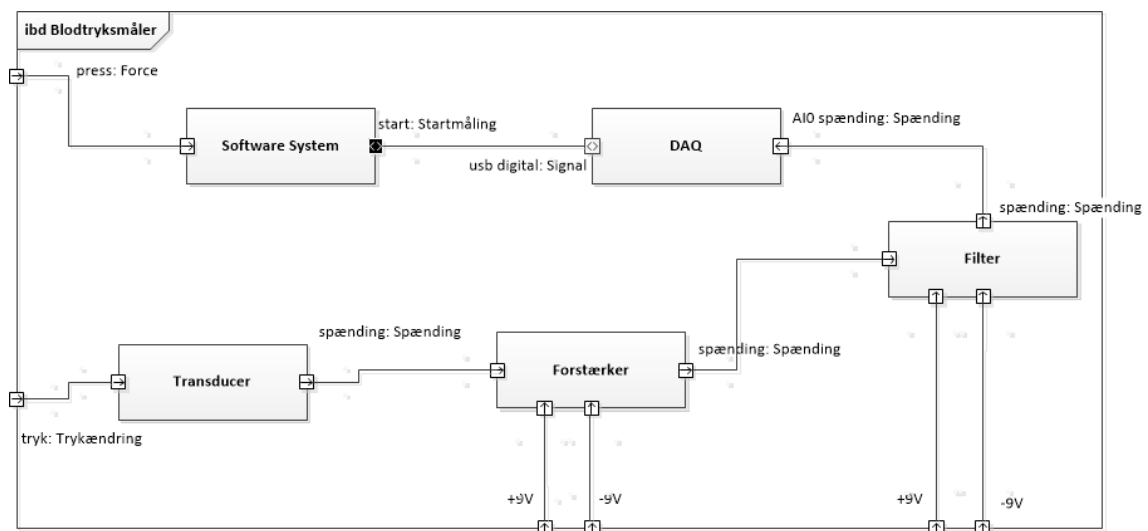 ibd Blodtryksmåler
press: Force
Software System
start: Startmåling
usb digital: Signal
DAQ
AI0 spænding: Spænding
spænding: Spænding
Filter
tryk: Trykændring
Transducer
spænding: Spænding
Forstærker
spænding: Spænding
+9V
-9V
+9V
-9V